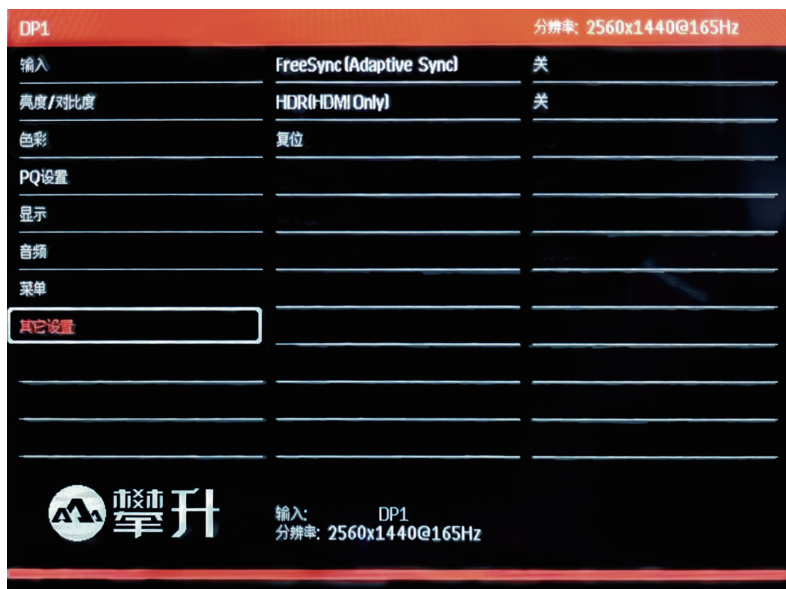 DP1 分辨率: 2560x1440@165Hz
输入 FreeSync(Adaptive Sync) 关
亮度/对比度 HDR(HDMI Only) 关
色彩 复位
PQ设置
显示
音频
菜单
其它设置
攀升
输入: DP1
分辨率: 2560x1440@165Hz